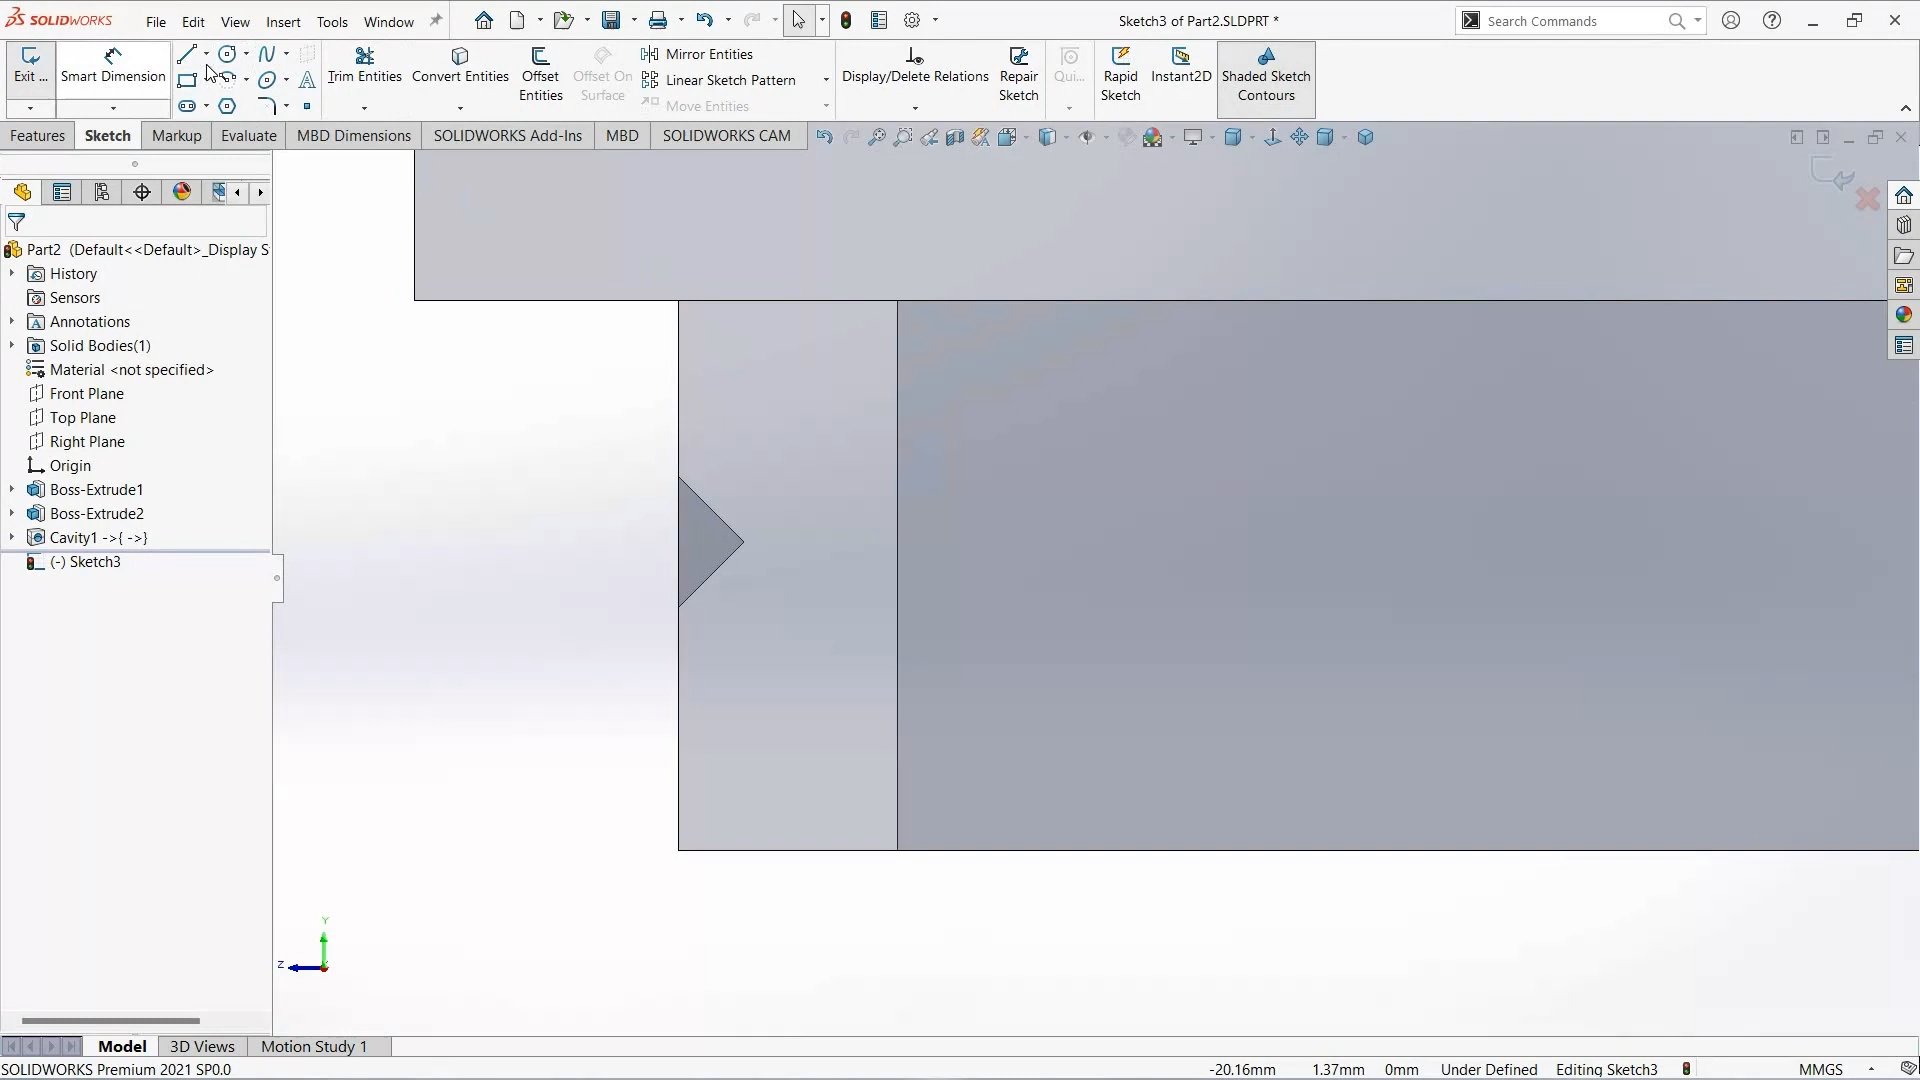 SOLIDWORKS File Edit View Insert Tools Window Sketch3 of Part2.SLDPRT * Search Commands
Exit ... Smart Dimension Trim Entities Convert Entities Offset Entities Offset On Surface Mirror Entities Linear Sketch Pattern Move Entities Display/Delete Relations Repair Sketch Qui... Rapid Sketch Instant2D Shaded Sketch Contours
Features Sketch Markup Evaluate MBD Dimensions SOLIDWORKS Add-Ins MBD SOLIDWORKS CAM
Part2 (Default<<Default>_Display S
History
Sensors
Annotations
Solid Bodies(1)
Material <not specified>
Front Plane
Top Plane
Right Plane
Origin
Boss-Extrude1
Boss-Extrude2
Cavity1 ->{ ->}
(-) Sketch3
Y
Z
Model 3D Views Motion Study 1
SOLIDWORKS Premium 2021 SP0.0 -20.16mm 1.37mm 0mm Under Defined Editing Sketch3 MMGS